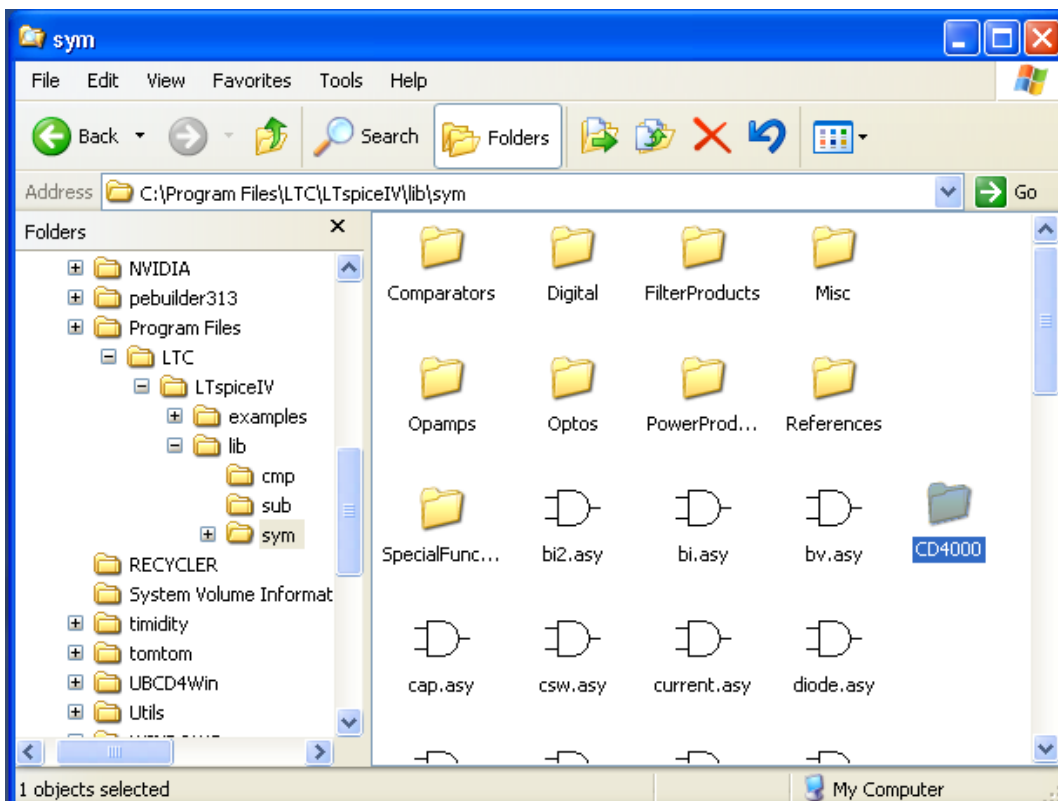 sym
File Edit View Favorites Tools Help
Back Search Folders
Address C:\Program Files\LTC\LTspiceIV\lib\sym Go
Folders
NVIDIA
pebuilder313
Program Files
LTC
LTspiceIV
examples
lib
cmp
sub
sym
RECYCLER
System Volume Informat
timidity
tomtom
UBCD4Win
Utils
Comparators Digital FilterProducts Misc
Opamps Optos PowerProd... References
SpecialFunc... bi2.asy bi.asy bv.asy CD4000
cap.asy csw.asy current.asy diode.asy
1 objects selected My Computer